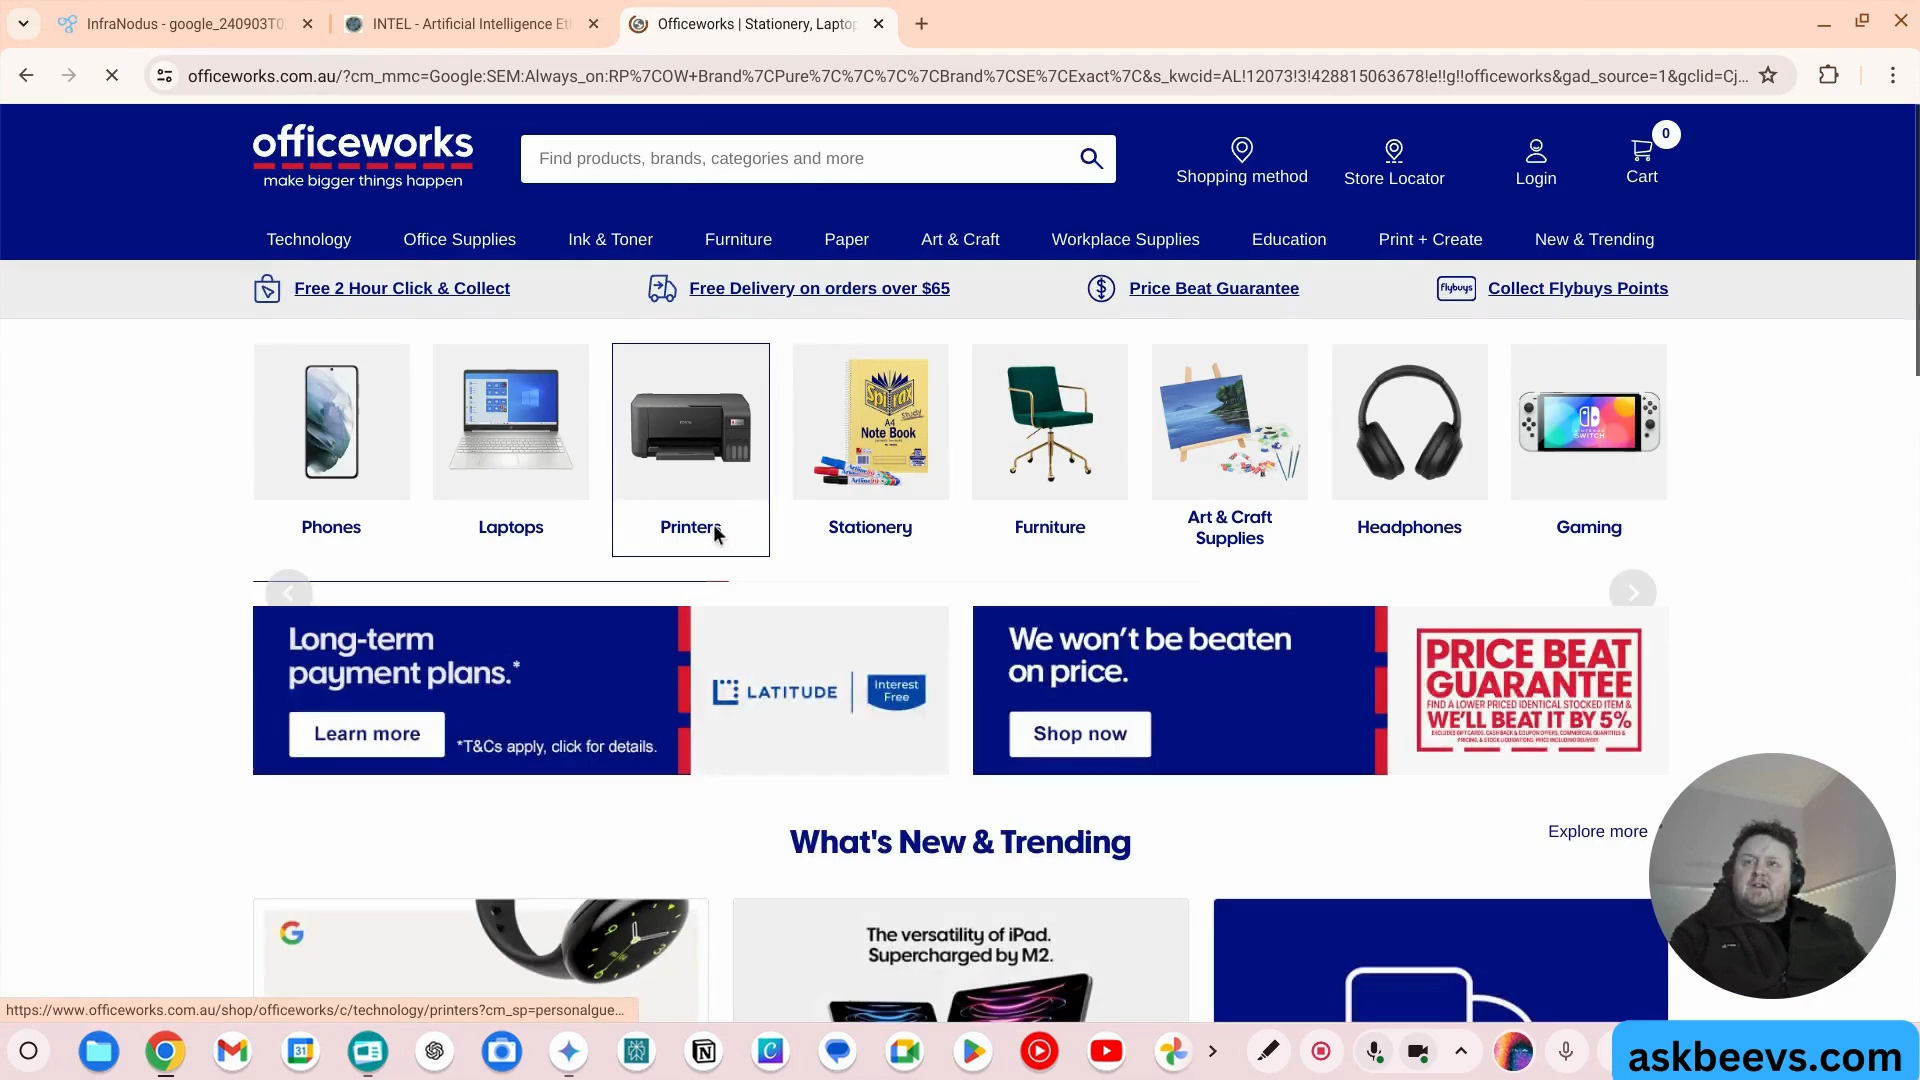 InfraNodus - google_240903T0
INTEL - Artificial Intelligence Et
Officeworks | Stationery, Laptop
officeworks.com.au/?cm_mmc=Google:SEM:Always_on:RP%7COW+Brand%7CPure%7C%7C%7C%7CBrand%7CSE%7CExact%7C&s_kwcid=AL!12073!3!428815063678!e!!g!!officeworks&gad_source=1&gclid=Cj...
officeworks
make bigger things happen
Find products, brands, categories and more
Shopping method
Store Locator
Login
0
Cart
Technology
Office Supplies
Ink & Toner
Furniture
Paper
Art & Craft
Workplace Supplies
Education
Print + Create
New & Trending
Free 2 Hour Click & Collect
Free Delivery on orders over $65
Price Beat Guarantee
flybuys
Collect Flybuys Points
Spirax
Study
A4
Note Book
Phones
Laptops
Printers
Stationery
Furniture
Art & Craft
Supplies
Headphones
Gaming
Long-term
payment plans.*
Learn more
*T&Cs apply, click for details.
LATITUDE
Interest
Free
We won't be beaten
on price.
Shop now
PRICE BEAT
GUARANTEE
FIND A LOWER PRICED IDENTICAL STOCKED ITEM &
WE'LL BEAT IT BY 5%
What's New & Trending
Explore more
The versatility of iPad.
Supercharged by M2.
https://www.officeworks.com.au/shop/officeworks/c/technology/printers?cm_sp=personalgue...
askbeevs.com